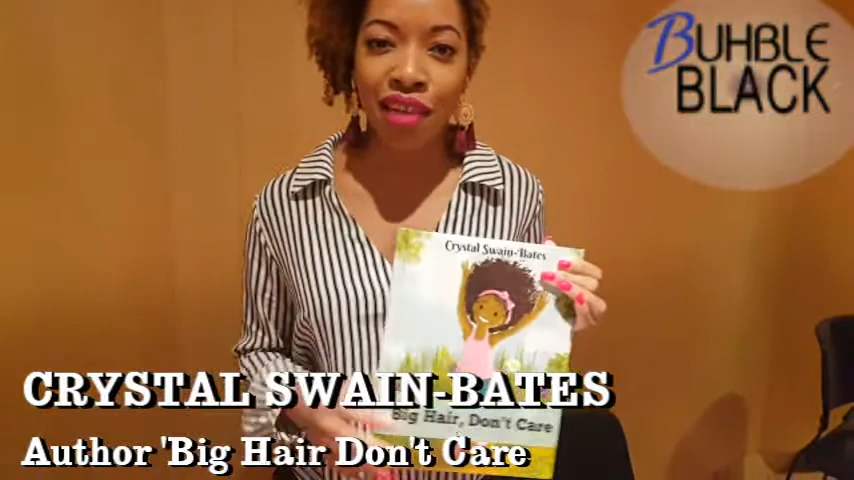 BUHBLE
BLACK
Crystal Swain-Bates
Big Hair, Don't Care
CRYSTAL SWAIN-BATES
Author 'Big Hair Don't Care